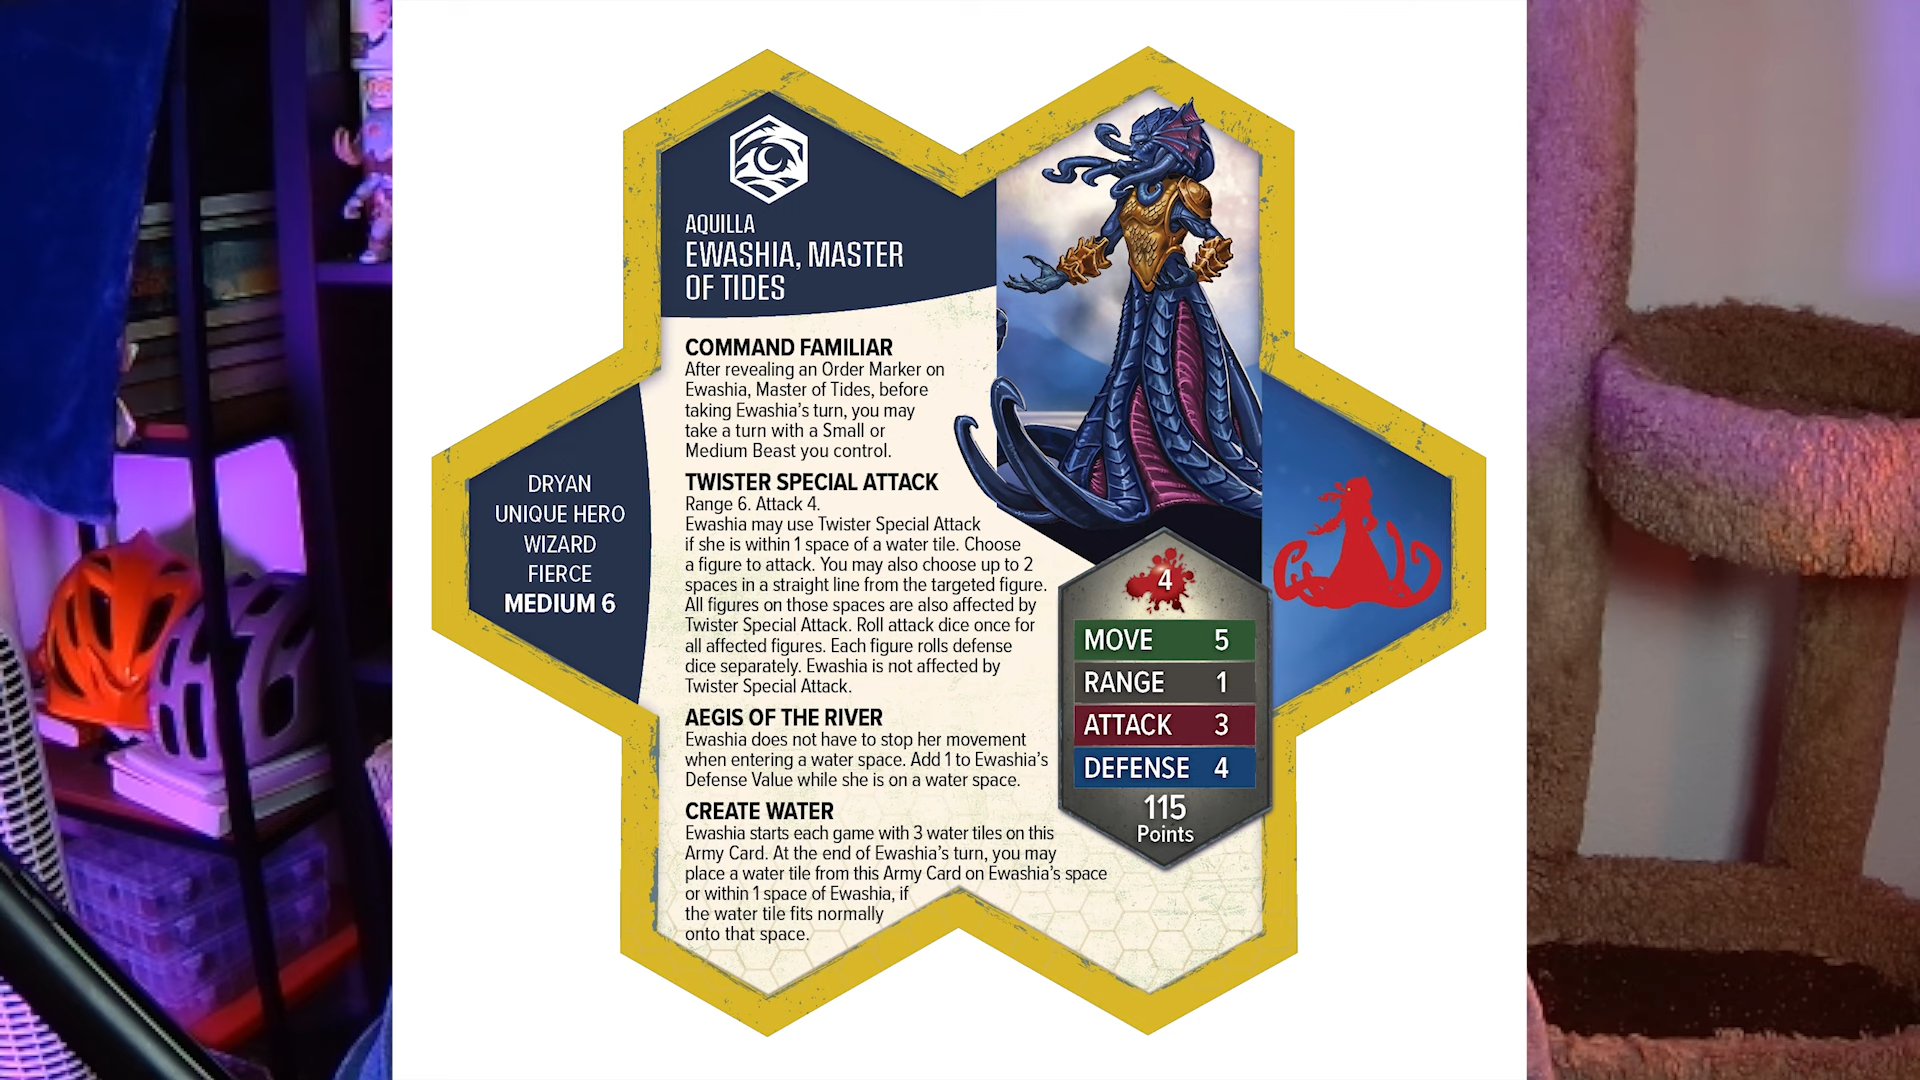 AQUILLA
EWASHIA, MASTER
OF TIDES
COMMAND FAMILIAR
After revealing an Order Marker on
Ewashia, Master of Tides, before
taking Ewashia's turn, you may
take a turn with a Small or
Medium Beast you control.
TWISTER SPECIAL ATTACK
Range 6. Attack 4.
Ewashia may use Twister Special Attack
if she is within 1 space of a water tile. Choose
a figure to attack. You may also choose up to 2
spaces in a straight line from the targeted figure.
All figures on those spaces are also affected by
Twister Special Attack. Roll attack dice once for
all affected figures. Each figure rolls defense
dice separately. Ewashia is not affected by
Twister Special Attack.
AEGIS OF THE RIVER
Ewashia does not have to stop her movement
when entering a water space. Add 1 to Ewashia's
Defense Value while she is on a water space.
CREATE WATER
Ewashia starts each game with 3 water tiles on this
Army Card. At the end of Ewashia's turn, you may
place a water tile from this Army Card on Ewashia's space
or within 1 space of Ewashia, if
the water tile fits normally
onto that space.
DRYAN
UNIQUE HERO
WIZARD
FIERCE
MEDIUM 6
4
MOVE 5
RANGE 1
ATTACK 3
DEFENSE 4
115
Points